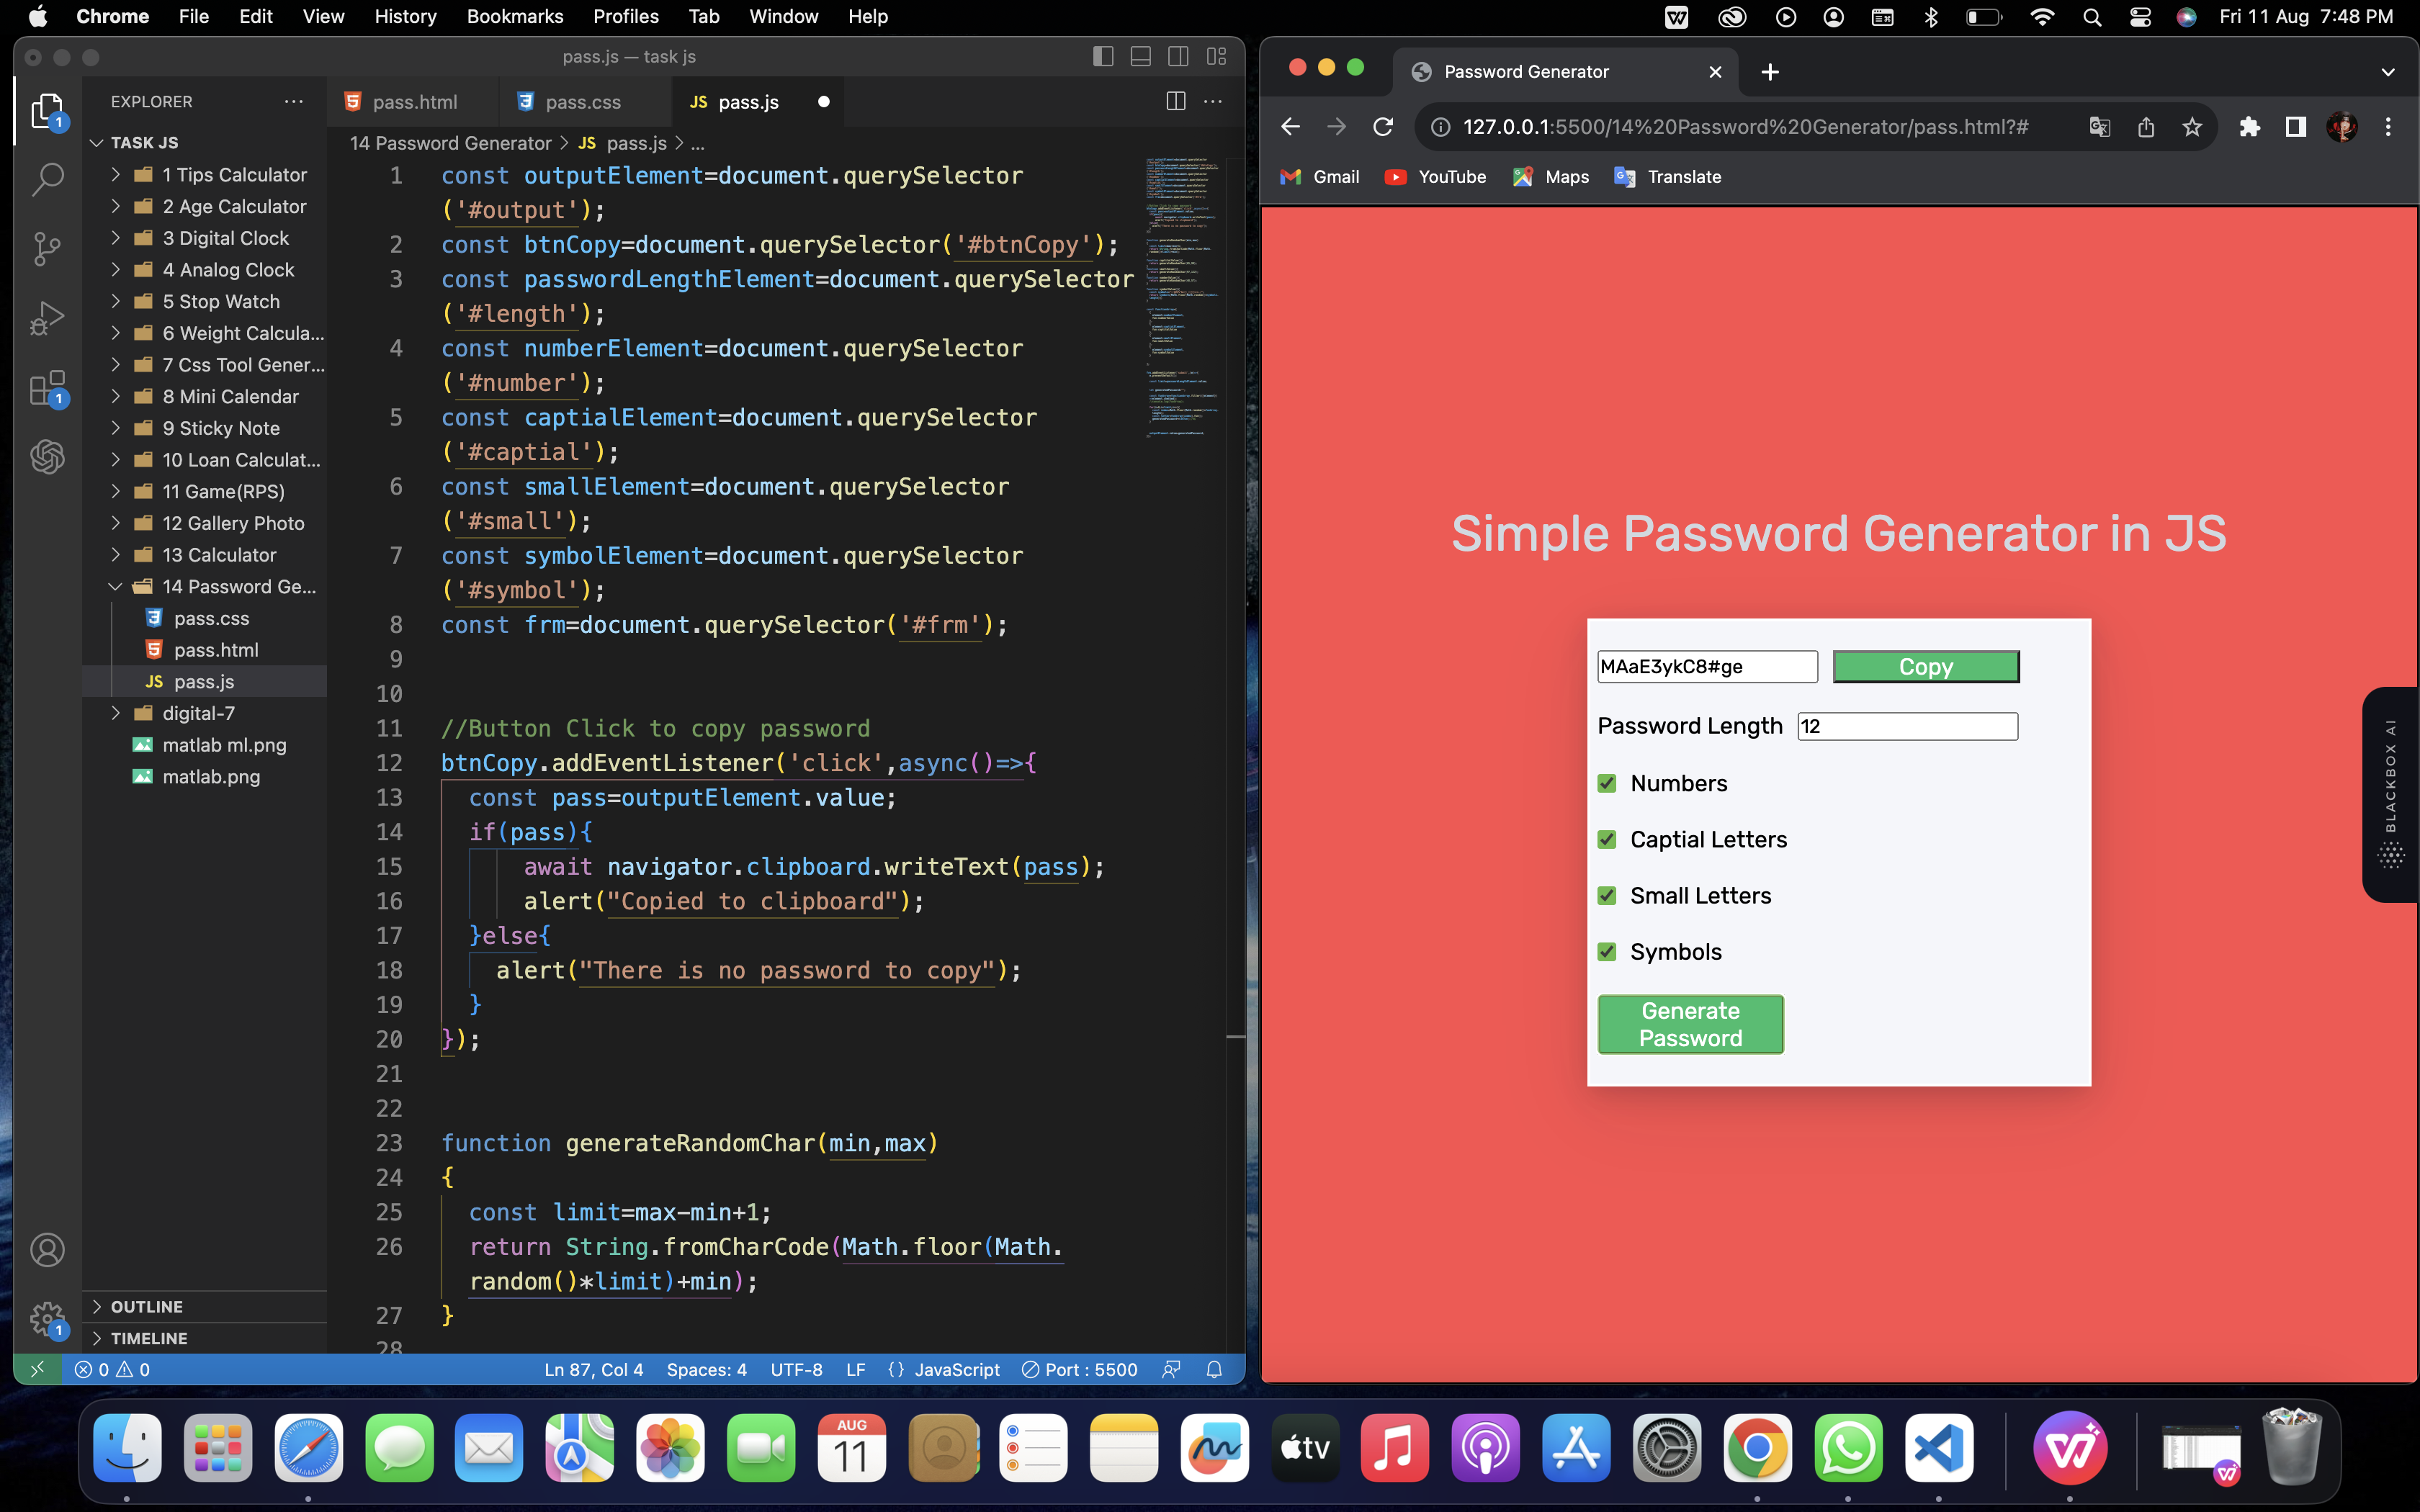 Chrome File Edit View History Bookmarks Profiles Tab Window Help
Fri 11 Aug 7:48 PM
pass.js — task js
EXPLORER
TASK JS
1 Tips Calculator
2 Age Calculator
3 Digital Clock
4 Analog Clock
5 Stop Watch
6 Weight Calcula...
7 Css Tool Gener...
8 Mini Calendar
9 Sticky Note
10 Loan Calculat...
11 Game(RPS)
12 Gallery Photo
13 Calculator
14 Password Ge...
pass.css
pass.html
JS pass.js
digital-7
matlab ml.png
matlab.png
OUTLINE
TIMELINE
1
1
1
pass.html pass.css JS pass.js
14 Password Generator > JS pass.js > ...
1 const outputElement=document.querySelector
('#output');
2 const btnCopy=document.querySelector('#btnCopy');
3 const passwordLengthElement=document.querySelector
('#length');
4 const numberElement=document.querySelector
('#number');
5 const captialElement=document.querySelector
('#captial');
6 const smallElement=document.querySelector
('#small');
7 const symbolElement=document.querySelector
('#symbol');
8 const frm=document.querySelector('#frm');
9
10
11 //Button Click to copy password
12 btnCopy.addEventListener('click',async()=>{
13 const pass=outputElement.value;
14 if(pass){
15 await navigator.clipboard.writeText(pass);
16 alert("Copied to clipboard");
17 }else{
18 alert("There is no password to copy");
19 }
20 });
21
22
23 function generateRandomChar(min,max)
24 {
25 const limit=max-min+1;
26 return String.fromCharCode(Math.floor(Math.
random()*limit)+min);
27 }
28
0 0 Ln 87, Col 4 Spaces: 4 UTF-8 LF {} JavaScript Port : 5500
Password Generator
127.0.0.1:5500/14%20Password%20Generator/pass.html?#
Gmail YouTube Maps Translate
Simple Password Generator in JS
MAaE3ykC8#ge Copy
Password Length 12
Numbers
Captial Letters
Small Letters
Symbols
Generate
Password
BLACKBOX AI
AUG
11
tv